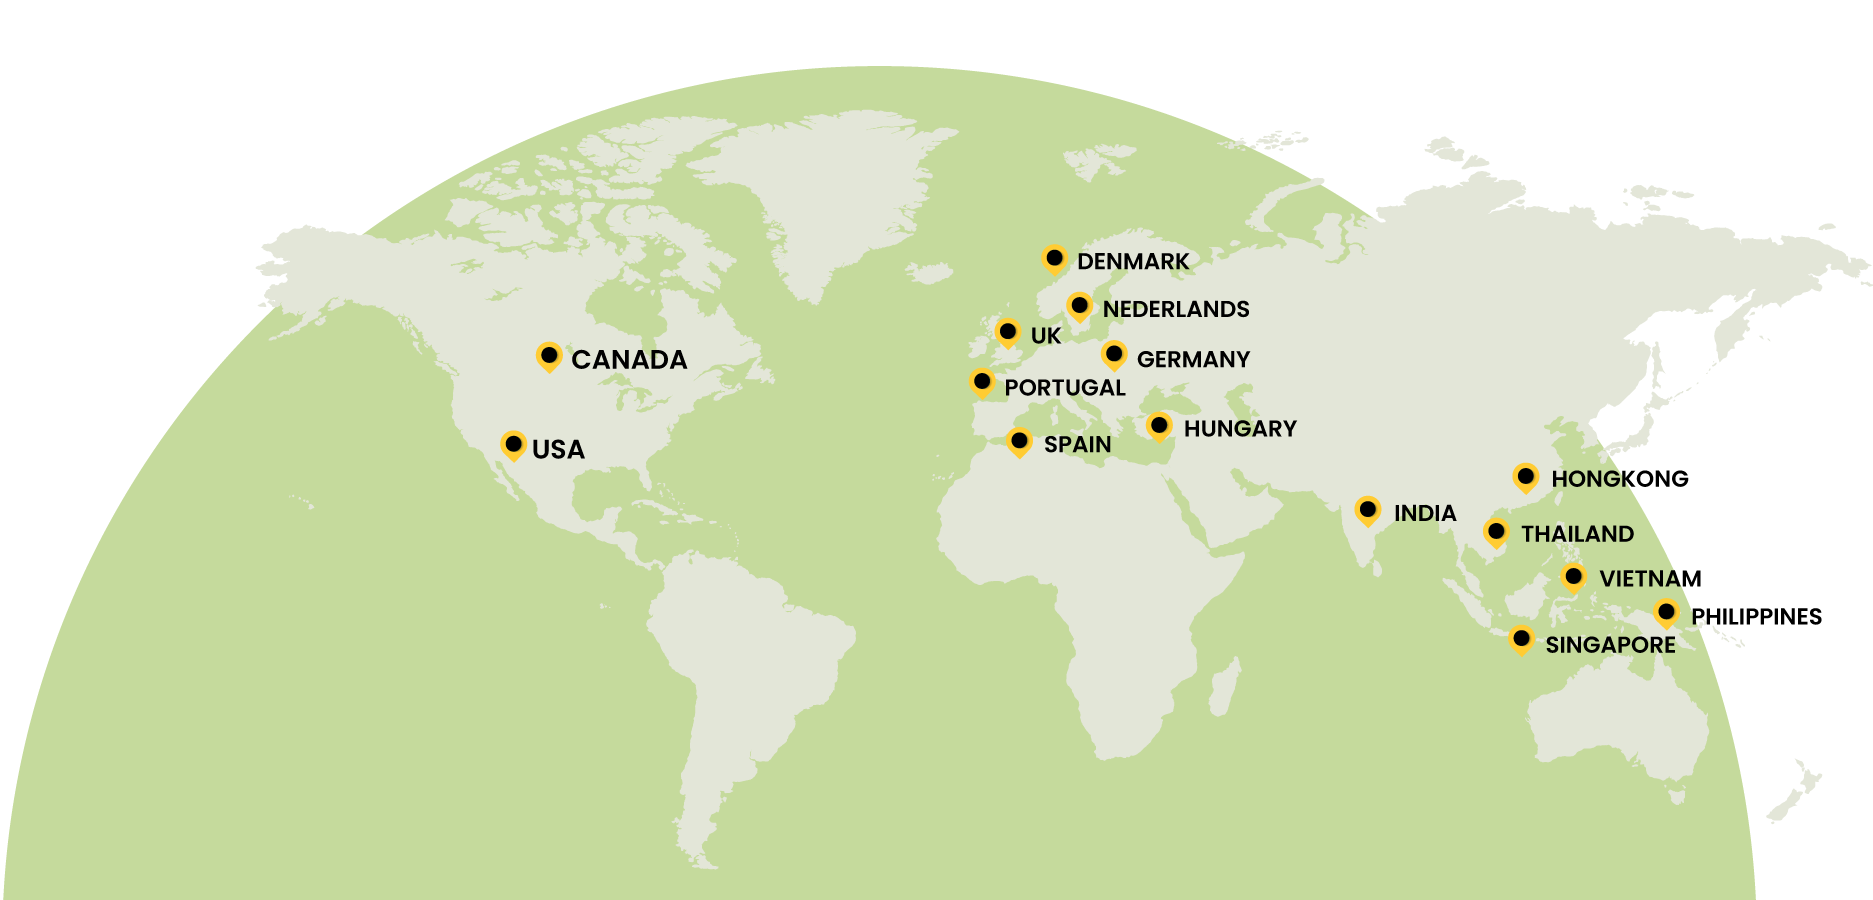 DENMARK
NEDERLANDS
UK
CANADA
GERMANY
PORTUGAL
HUNGARY
SPAIN
USA
HONGKONG
INDIA
THAILAND
VIETNAM
PHILIPPINES
SINGAPORE